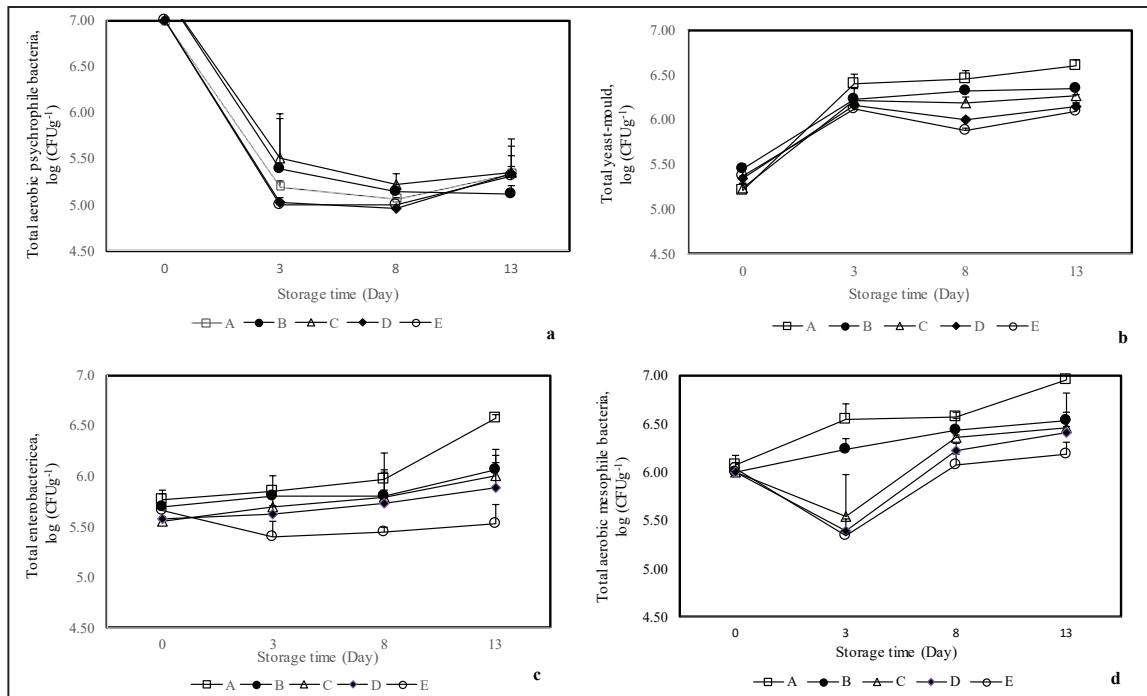 Total aerobic psychrophile bacteria,
log (CFUg-1)
7.00
6.50
6.00
5.50
5.00
4.50
0 3 8 13
Storage time (Day)
A B C D E
a
Total yeast-mould,
log (CFUg-1)
7.00
6.50
6.00
5.50
5.00
4.50
0 3 8 13
Storage time (Day)
A B C D E
b
Total enterobactericea,
log (CFUg-1)
7.0
6.5
6.0
5.5
5.0
4.50
0 3 8 13
Storage time (Day)
A B C D E
c
Total aerobic mesophile bacteria,
log (CFUg-1)
7.00
6.50
6.00
5.50
5.00
4.50
0 3 8 13
Storage time (Day)
A B C D E
d